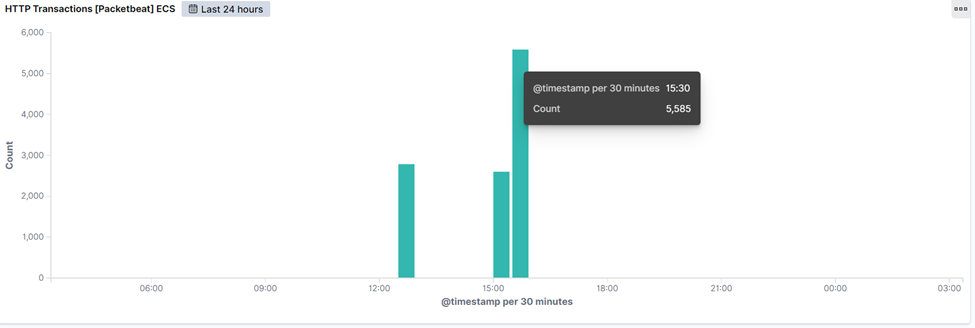 HTTP Transactions [Packetbeat] ECS Last 24 hours
6,000
5,000
@timestamp per 30 minutes 15:30
Count 5,585
4,000
3,000
2,000
1,000
0
Count
06:00 09:00 12:00 15:00 18:00 21:00 00:00 03:00
@timestamp per 30 minutes